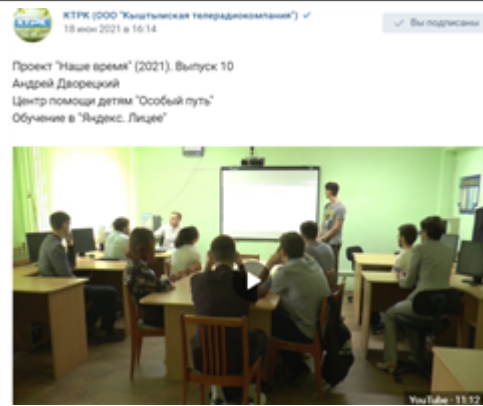 КТРК
КТРК (ООО "Кыштымская телерадиокомпания")
18 июн 2021 в 16:14
Вы подписаны
Проект "Наше время" (2021). Выпуск 10
Андрей Дворецкий
Центр помощи детям "Особый путь"
Обучение в "Яндекс. Лицее"
YouTube · 11:12